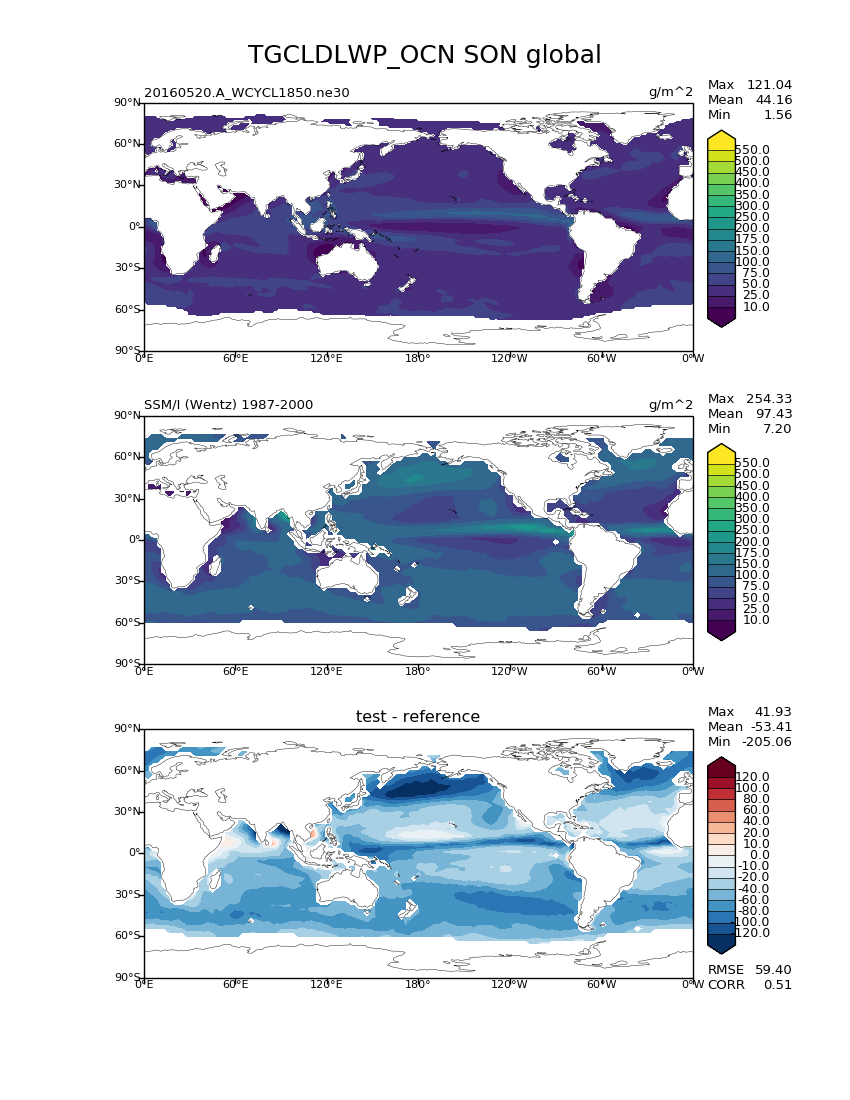 TGCLDLWP_OCN SON global
20160520.A_WCYCL1850.ne30
g/m^2
Max 121.04
Mean 44.16
Min 1.56
90°N
60°N
30°N
0°
30°S
60°S
90°S
0°E 60°E 120°E 180° 120°W 60°W 0°W
550.0
500.0
450.0
400.0
350.0
300.0
250.0
200.0
175.0
150.0
100.0
75.0
50.0
25.0
10.0
SSM/I (Wentz) 1987-2000
g/m^2
Max 254.33
Mean 97.43
Min 7.20
90°N
60°N
30°N
0°
30°S
60°S
90°S
0°E 60°E 120°E 180° 120°W 60°W 0°W
550.0
500.0
450.0
400.0
350.0
300.0
250.0
200.0
175.0
150.0
100.0
75.0
50.0
25.0
10.0
test - reference
Max 41.93
Mean -53.41
Min -205.06
90°N
60°N
30°N
0°
30°S
60°S
90°S
0°E 60°E 120°E 180° 120°W 60°W 0°W
120.0
100.0
80.0
60.0
40.0
20.0
10.0
0.0
-10.0
-20.0
-40.0
-60.0
-80.0
-100.0
-120.0
RMSE 59.40
CORR 0.51